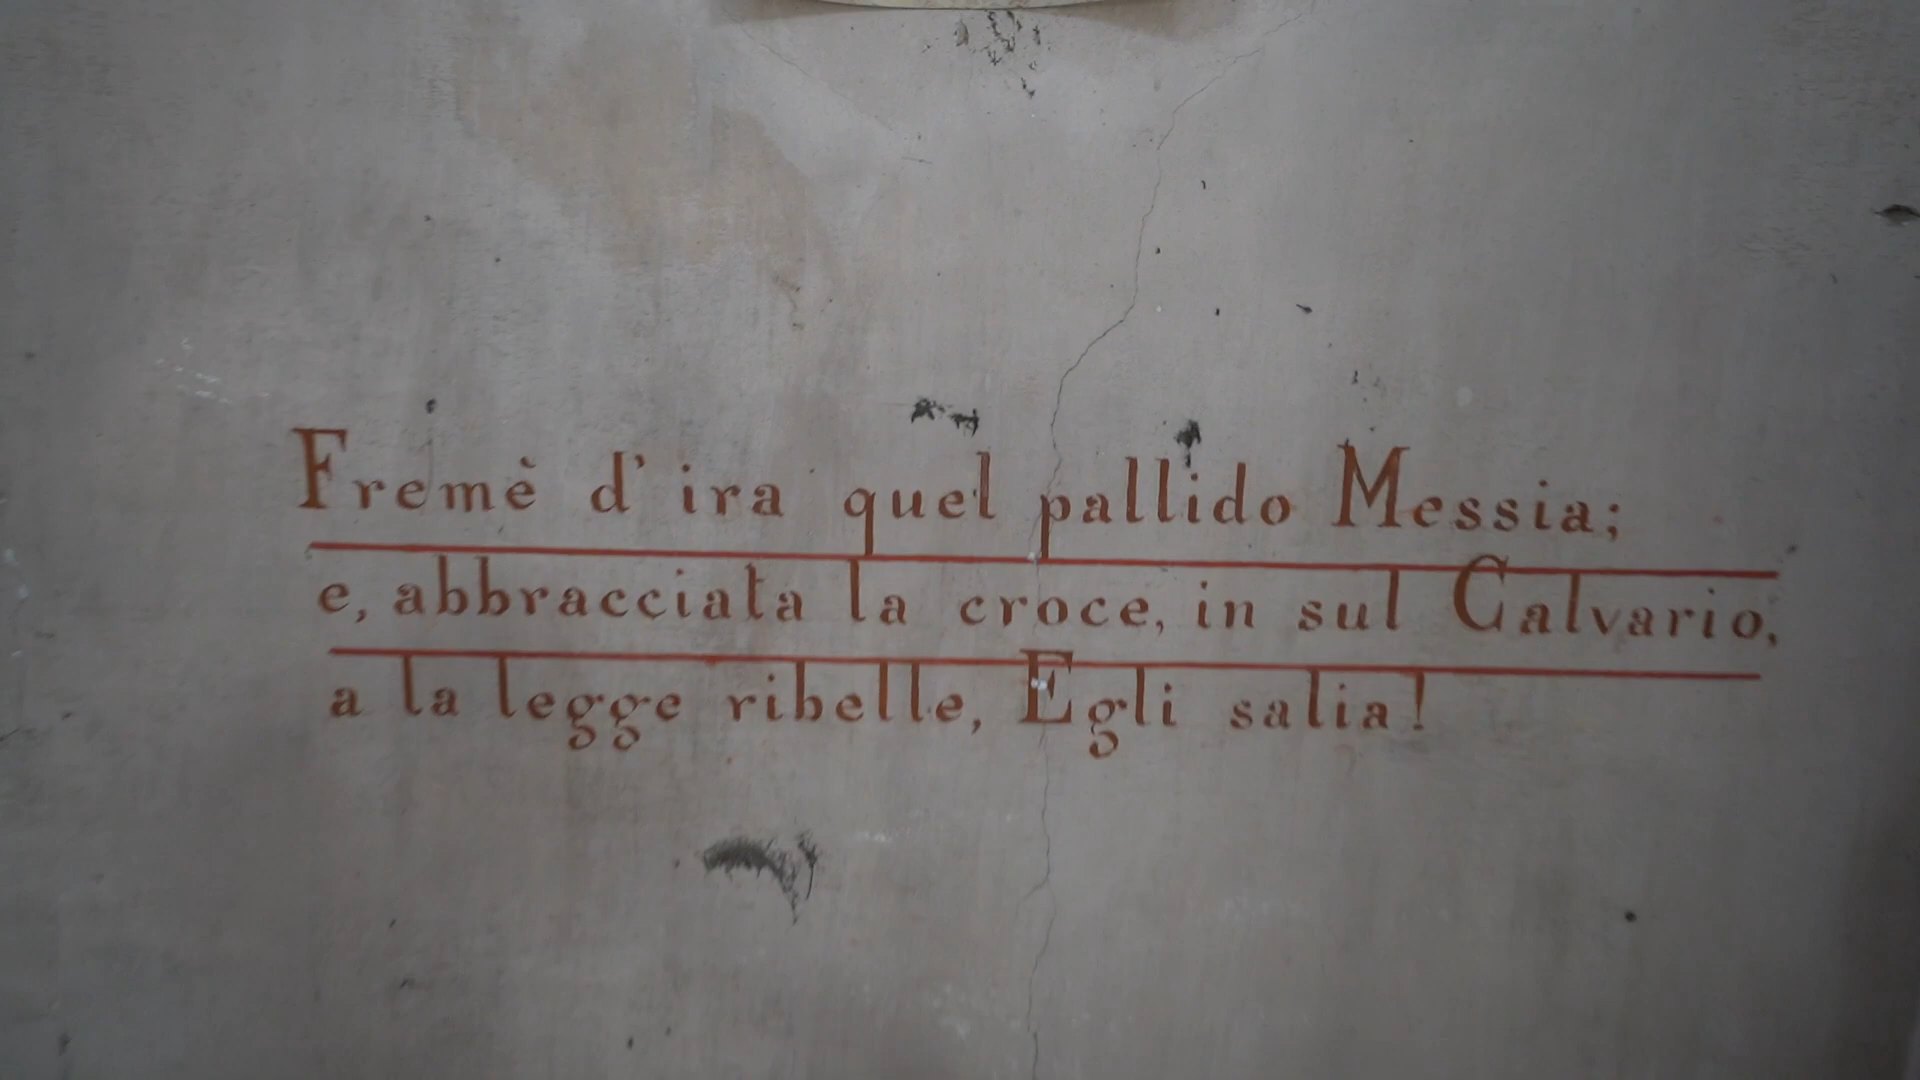 Fremè d'ira quel pallido Messia;
e, abbracciata la croce, in sul Calvario,
a la legge ribelle, Egli salia!